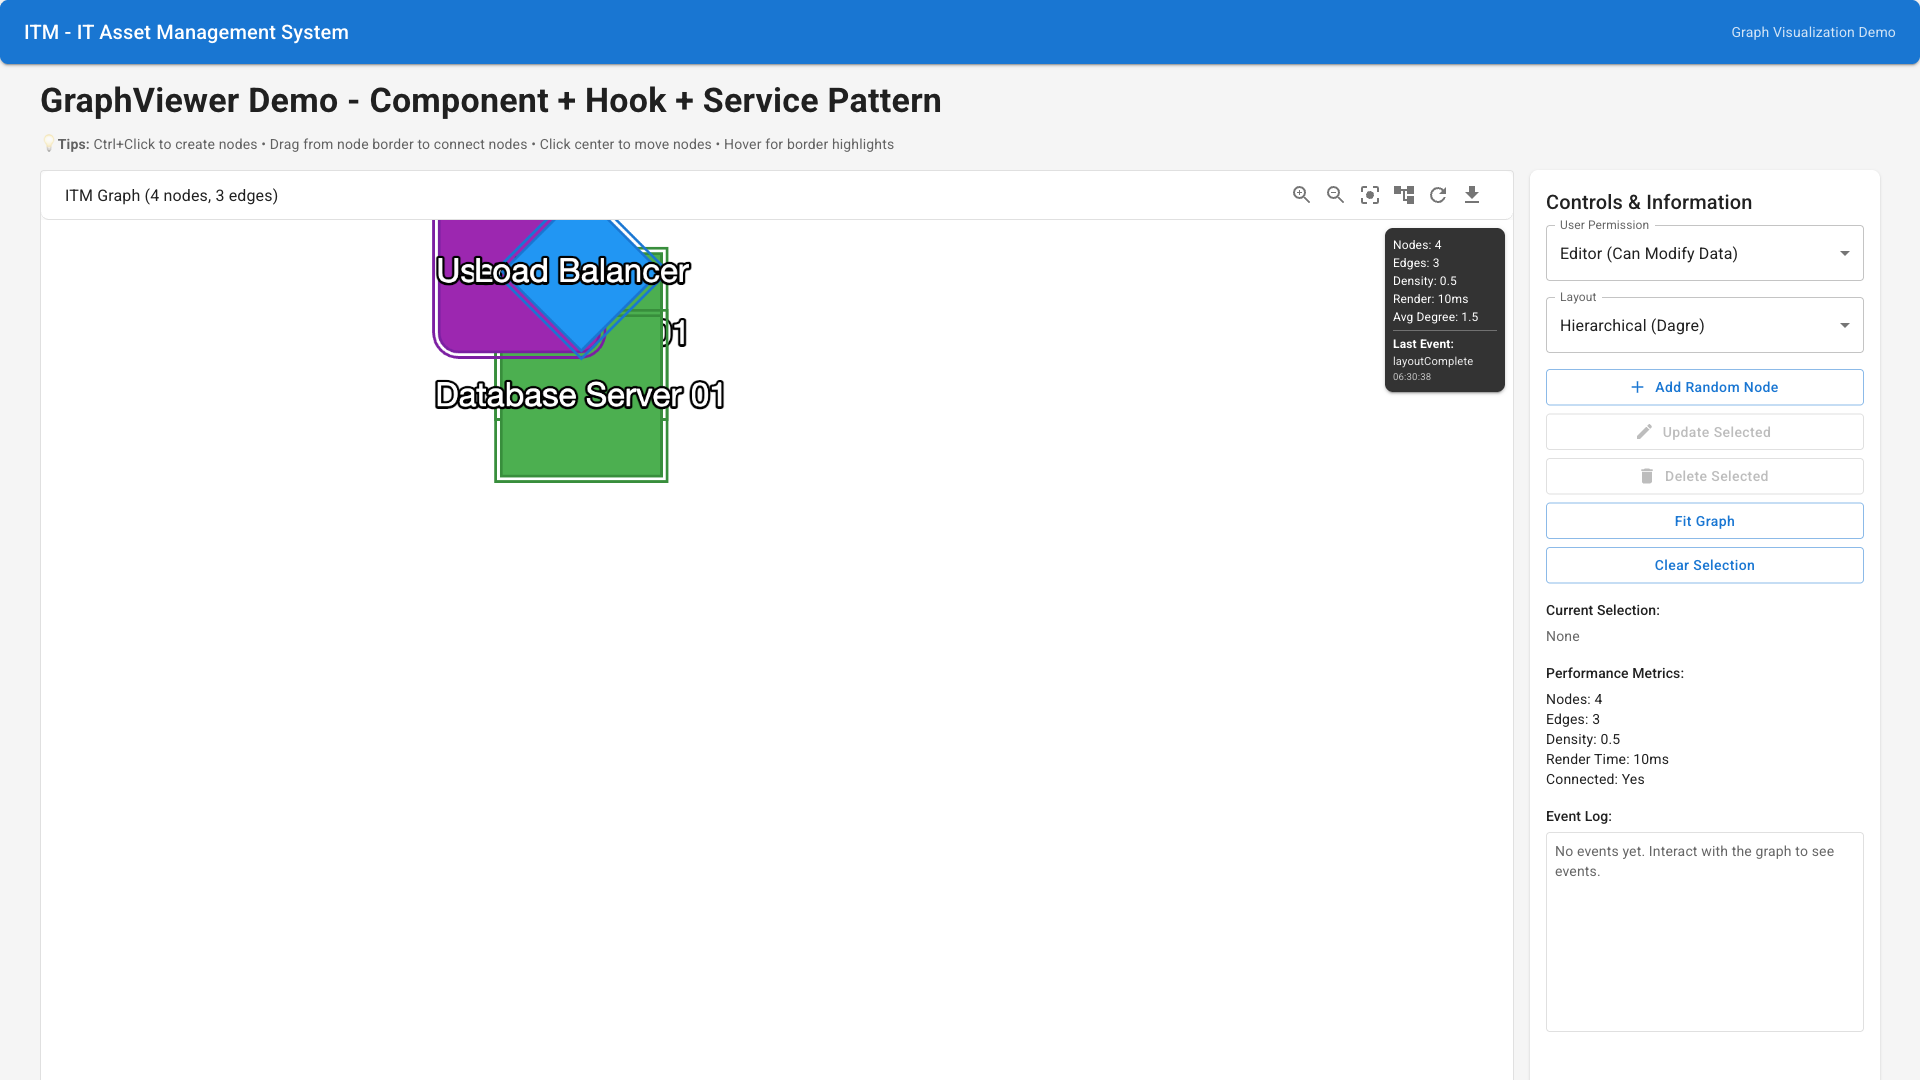 ITM - IT Asset Management System
Graph Visualization Demo
GraphViewer Demo - Component + Hook + Service Pattern
💡Tips: Ctrl+Click to create nodes • Drag from node border to connect nodes • Click center to move nodes • Hover for border highlights
ITM Graph (4 nodes, 3 edges)
Load Balancer
01
Database Server 01
Nodes: 4
Edges: 3
Density: 0.5
Render: 10ms
Avg Degree: 1.5
Last Event:
layoutComplete
06:30:38
Controls & Information
User Permission
Editor (Can Modify Data)
Layout
Hierarchical (Dagre)
Add Random Node
Update Selected
Delete Selected
Fit Graph
Clear Selection
Current Selection:
None
Performance Metrics:
Nodes: 4
Edges: 3
Density: 0.5
Render Time: 10ms
Connected: Yes
Event Log:
No events yet. Interact with the graph to see
events.